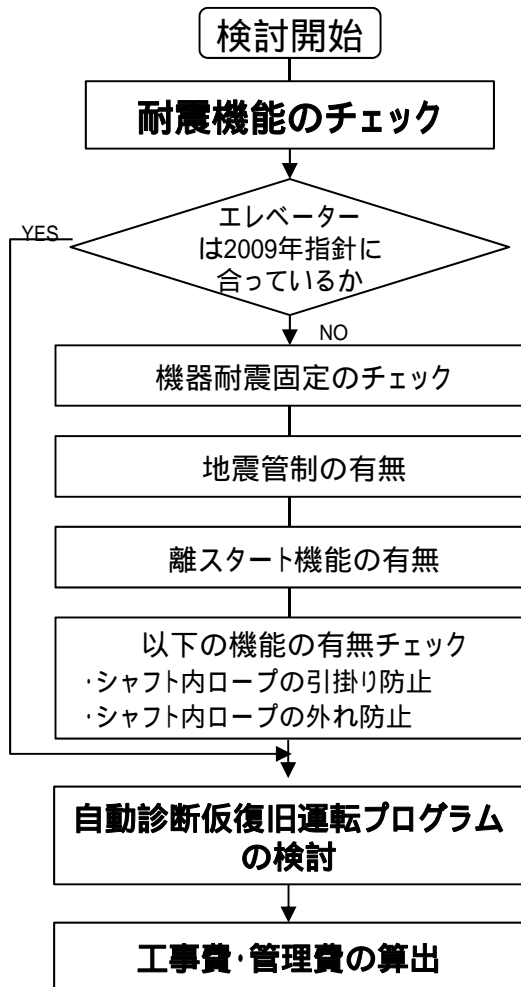 検討開始
耐震機能のチェック
エレベーター
は2009年指針に
合っているか
YES
NO
機器耐震固定のチェック
地震管制の有無
離スタート機能の有無
以下の機能の有無チェック
・シャフト内ロープの引掛り防止
・シャフト内ロープの外れ防止
自動診断仮復旧運転プログラム
の検討
工事費・管理費の算出